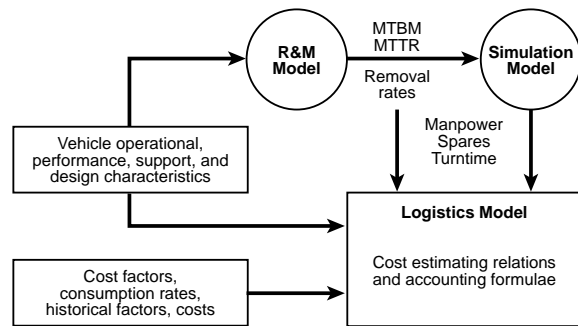 R&M
Model
MTBM
MTTR
Removal
rates
Simulation
Model
Vehicle operational,
performance, support, and
design characteristics
Manpower
Spares
Turntime
Logistics Model
Cost estimating relations
and accounting formulae
Cost factors,
consumption rates,
historical factors, costs